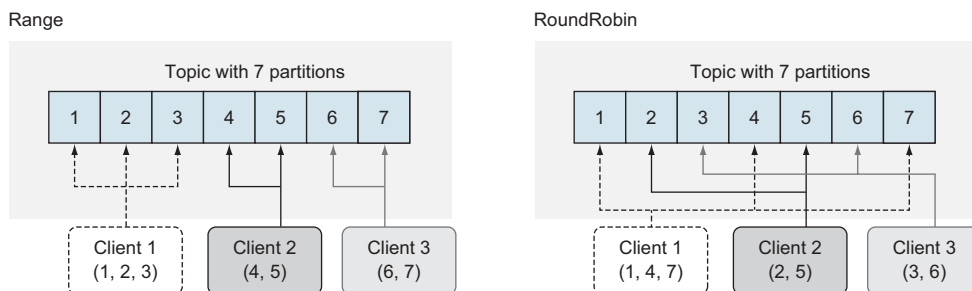 Range
Topic with 7 partitions
1 2 3 4 5 6 7
Client 1
(1, 2, 3)
Client 2
(4, 5)
Client 3
(6, 7)
RoundRobin
Topic with 7 partitions
1 2 3 4 5 6 7
Client 1
(1, 4, 7)
Client 2
(2, 5)
Client 3
(3, 6)